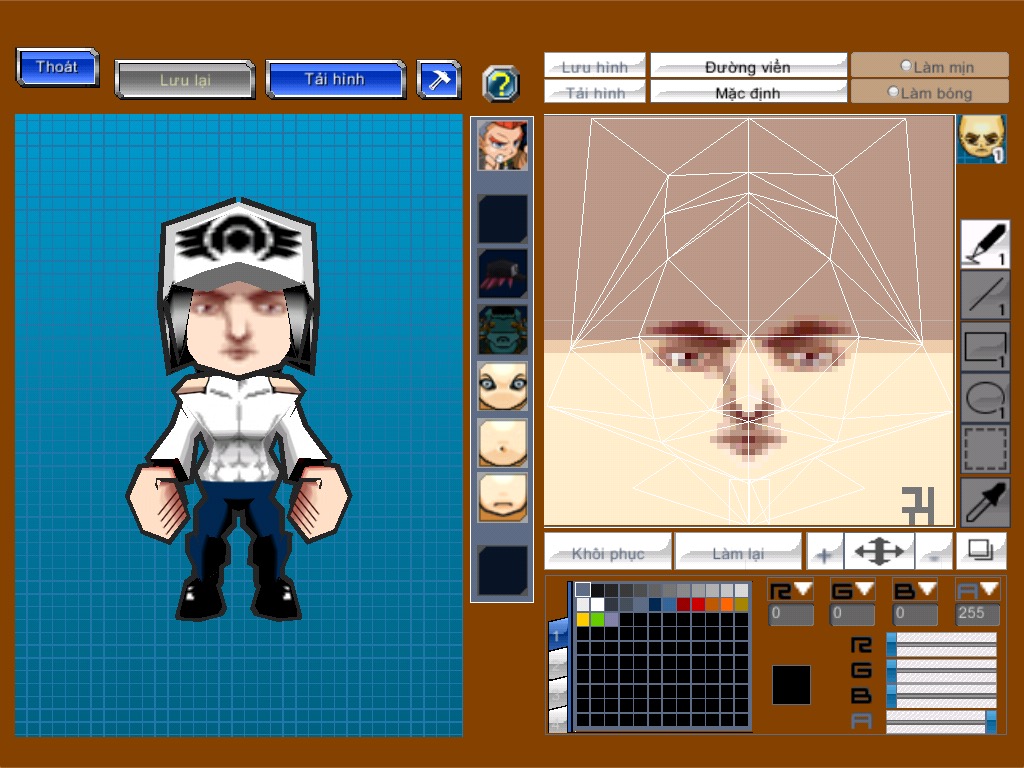 Thoát
Lưu lại
Tải hình
?
Lưu hình
Đường viền
Làm mịn
Tải hình
Mặc định
Làm bóng
1
1
1
1
1
Khôi phục
Làm lại
+
-
R
G
B
A
0
0
0
255
1
R
G
B
A